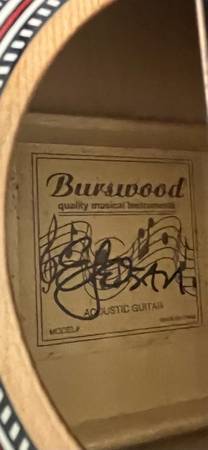 Burswood
quality musical instruments
ACOUSTIC GUITAR
MODEL#